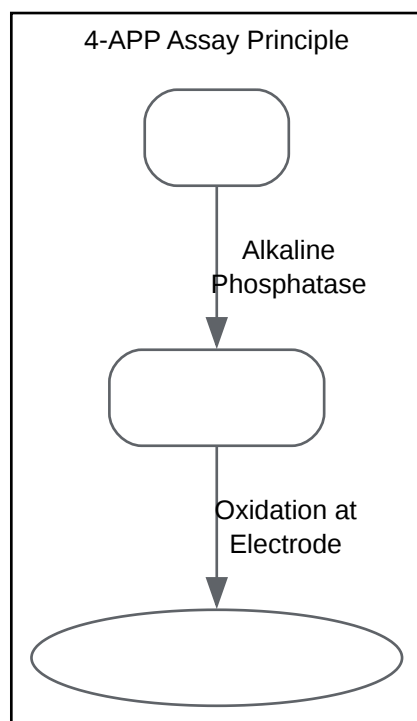 4-APP Assay Principle
Alkaline
Phosphatase
Oxidation at
Electrode